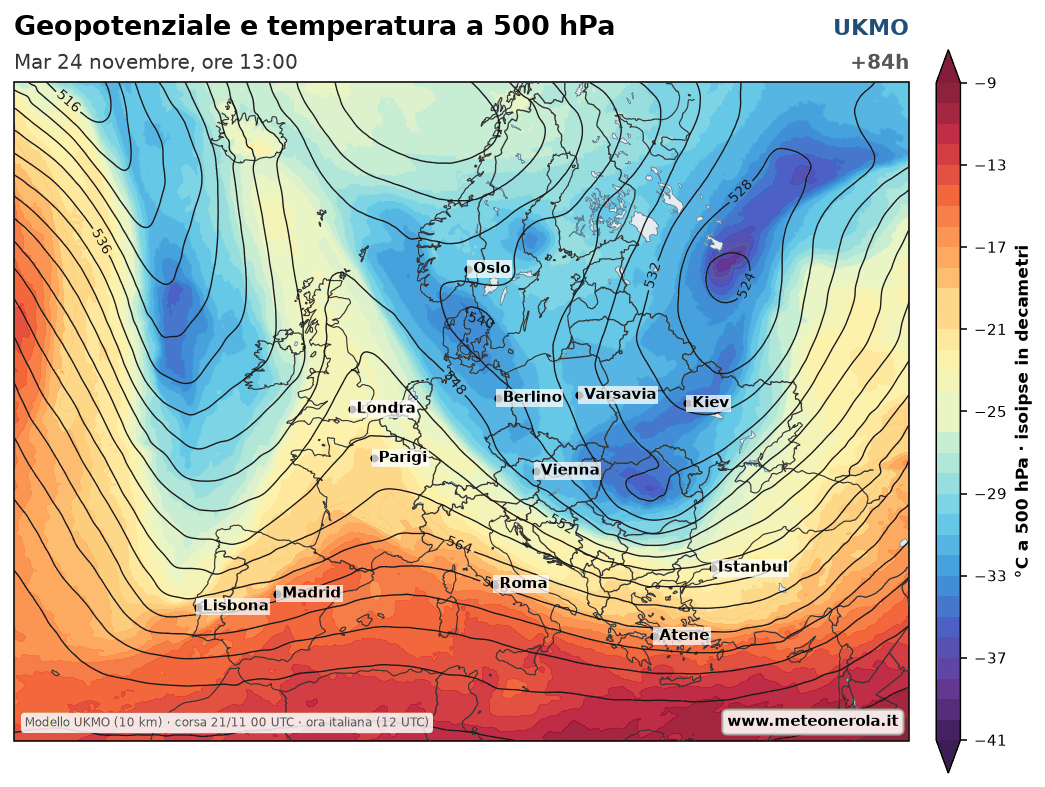 Geopotenziale e temperatura a 500 hPa
UKMO
Mar 24 novembre, ore 13:00
+84h
516
536
528
532
524
540
548
552
564
Oslo
Berlino
Varsavia
Kiev
Londra
Parigi
Vienna
Istanbul
Roma
Madrid
Lisbona
Atene
−9
−13
−17
−21
−25
−29
−33
−37
−41
°C a 500 hPa · isoipse in decametri
Modello UKMO (10 km) · corsa 21/11 00 UTC · ora italiana (12 UTC)
www.meteonerola.it